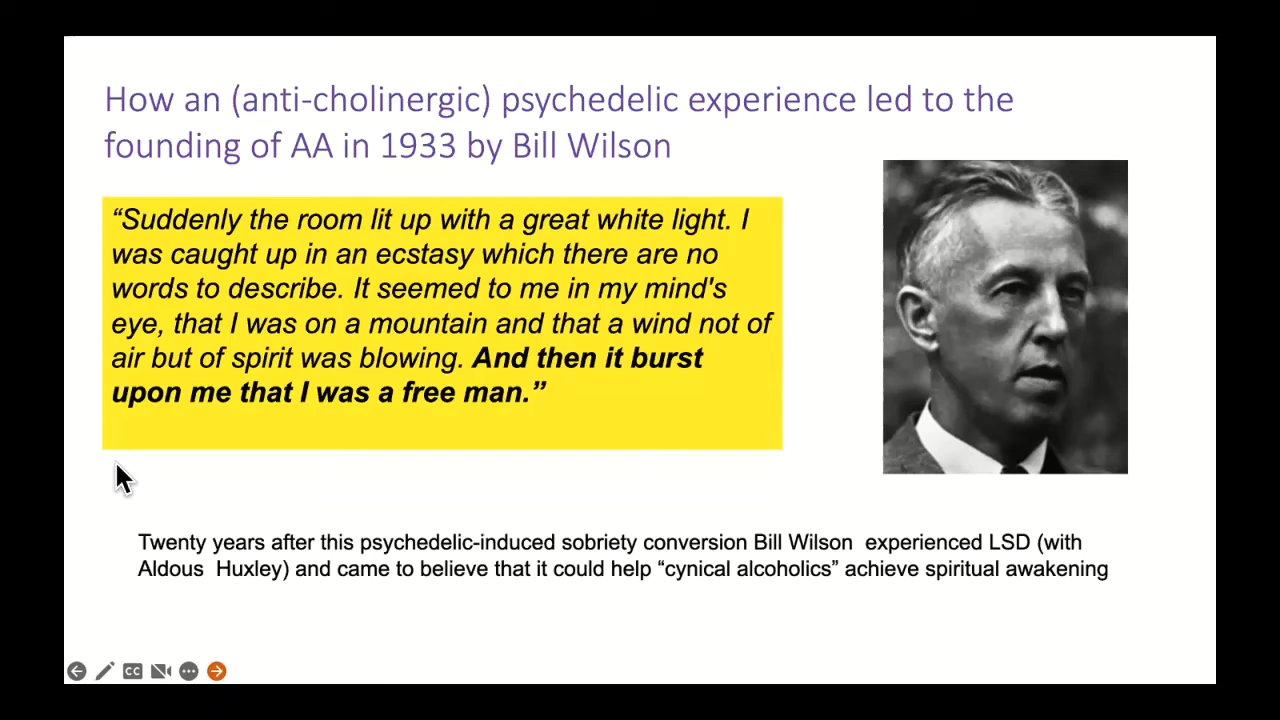 How an (anti-cholinergic) psychedelic experience led to the
founding of AA in 1933 by Bill Wilson
“Suddenly the room lit up with a great white light. I
was caught up in an ecstasy which there are no
words to describe. It seemed to me in my mind's
eye, that I was on a mountain and that a wind not of
air but of spirit was blowing. And then it burst
upon me that I was a free man.”
Twenty years after this psychedelic-induced sobriety conversion Bill Wilson experienced LSD (with
Aldous Huxley) and came to believe that it could help “cynical alcoholics” achieve spiritual awakening
CC